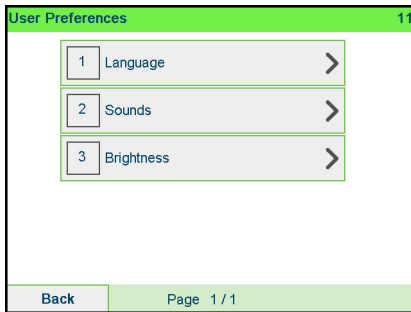 User Preferences 11
1 Language
2 Sounds
3 Brightness
Back Page 1 / 1